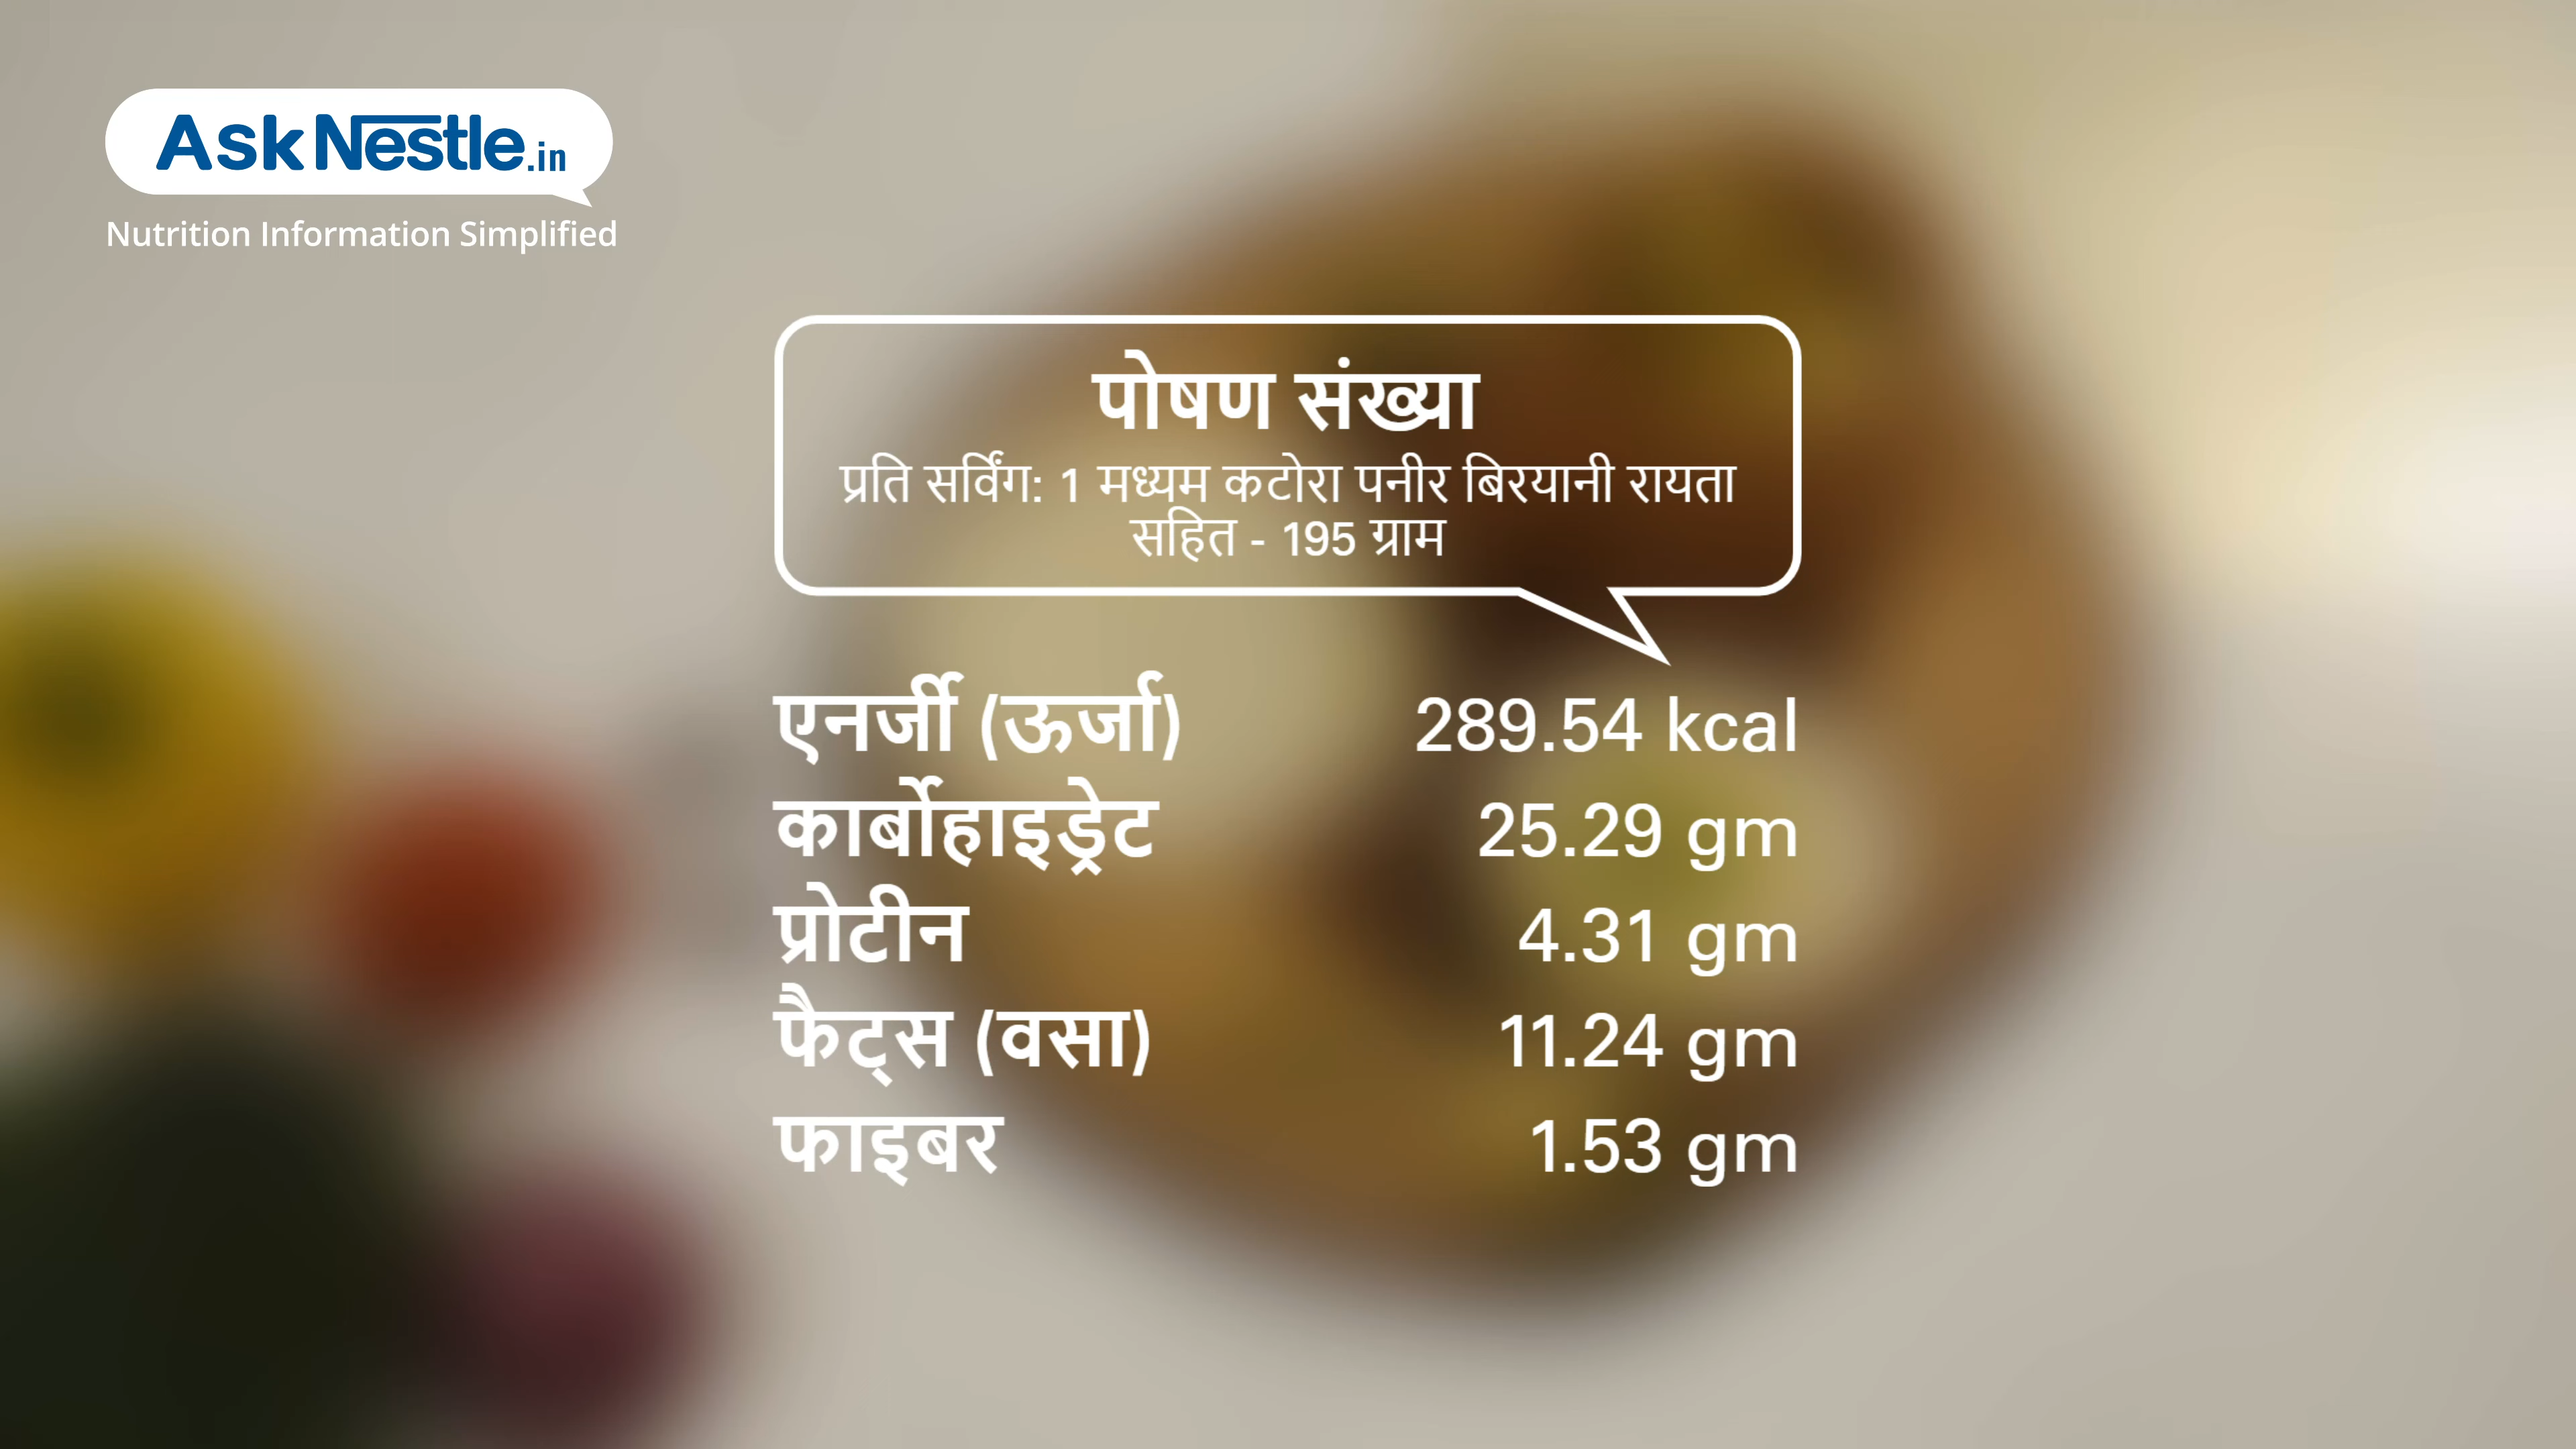 AskNestle.in
Nutrition Information Simplified
पोषण संख्या
प्रति सर्विंग: 1 मध्यम कटोरा पनीर बिरयानी रायता
सहित - 195 ग्राम
एनर्जी (ऊर्जा) 289.54 kcal
कार्बोहाइड्रेट 25.29 gm
प्रोटीन 4.31 gm
फैट्स (वसा) 11.24 gm
फाइबर 1.53 gm